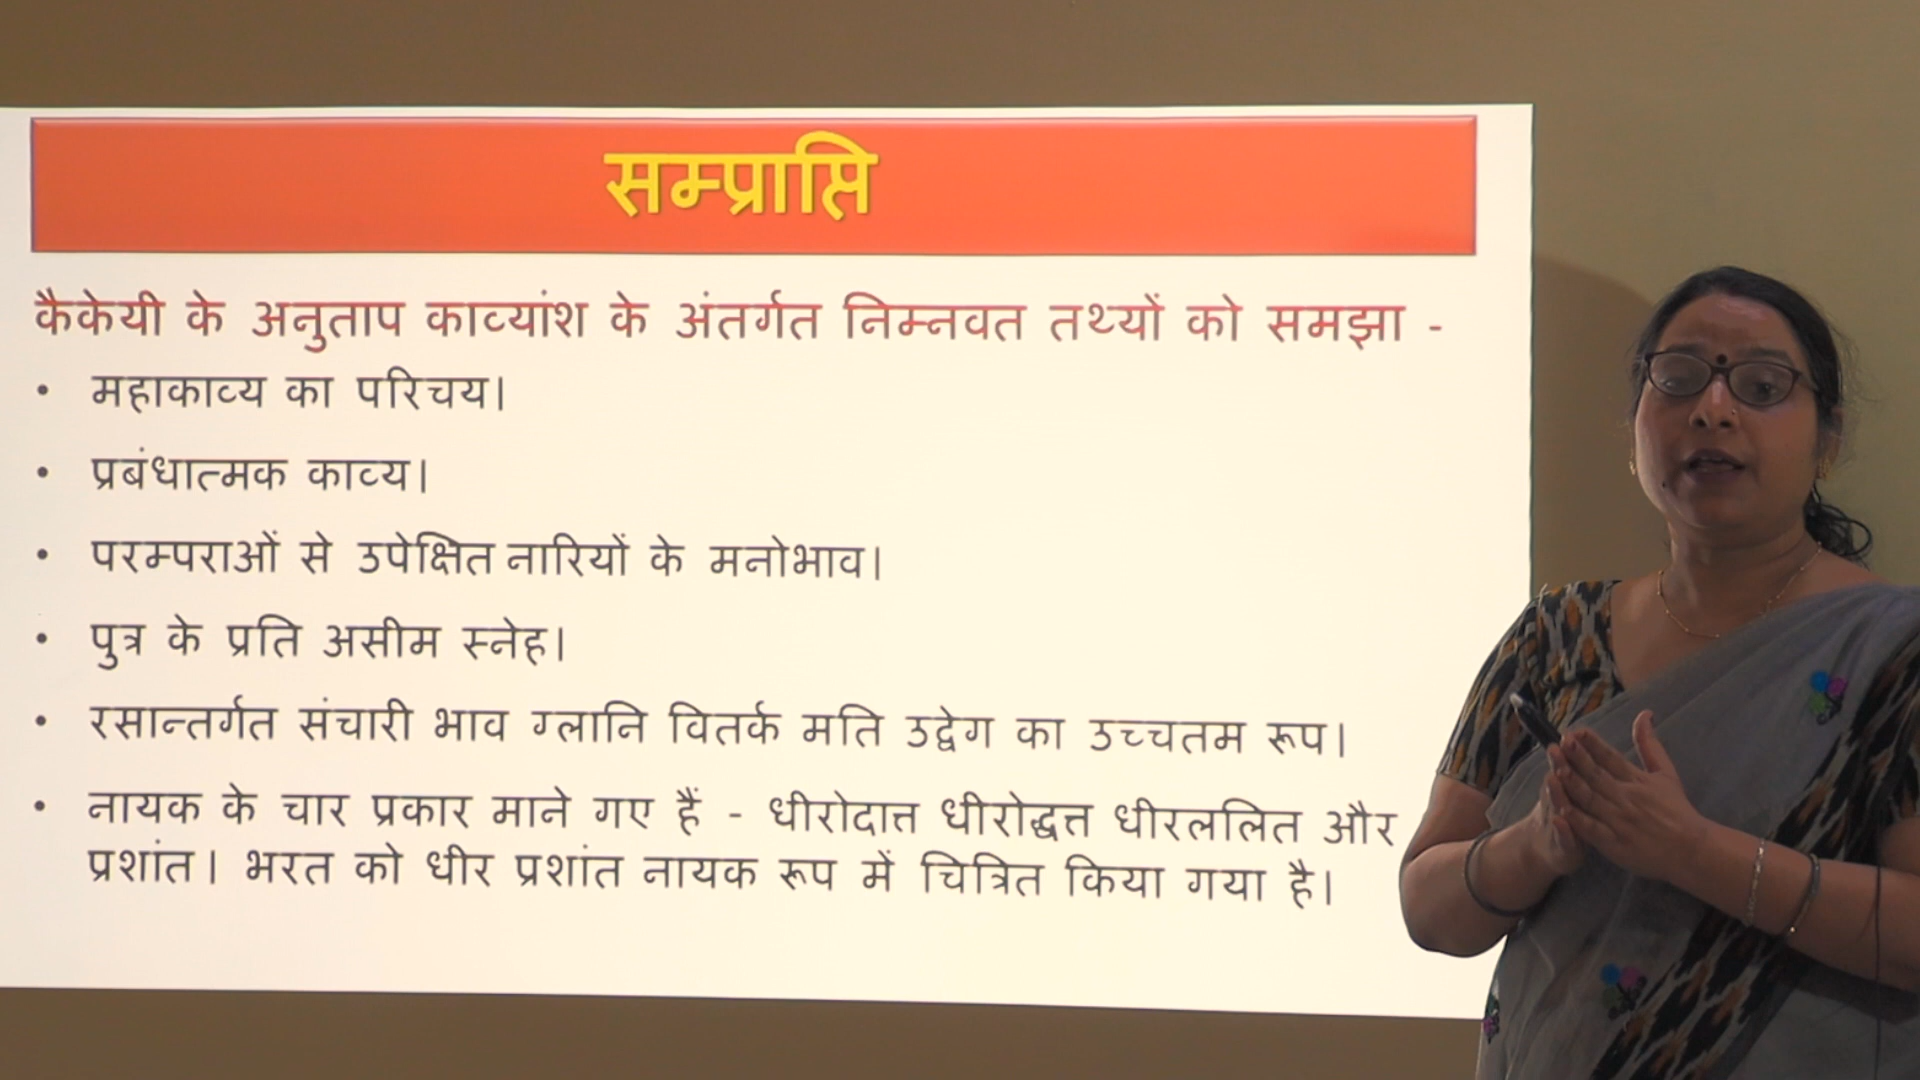 सम्प्राप्ति
कैकेयी के अनुताप काव्यांश के अंतर्गत निम्नवत तथ्यों को समझा -
• महाकाव्य का परिचय।
• प्रबंधात्मक काव्य।
• परम्पराओं से उपेक्षित नारियों के मनोभाव।
• पुत्र के प्रति असीम स्नेह।
• रसान्तर्गत संचारी भाव ग्लानि वितर्क मति उद्वेग का उच्चतम रूप।
• नायक के चार प्रकार माने गए हैं - धीरोदात्त धीरोद्धत्त धीरललित और
प्रशांत। भरत को धीर प्रशांत नायक रूप में चित्रित किया गया है।